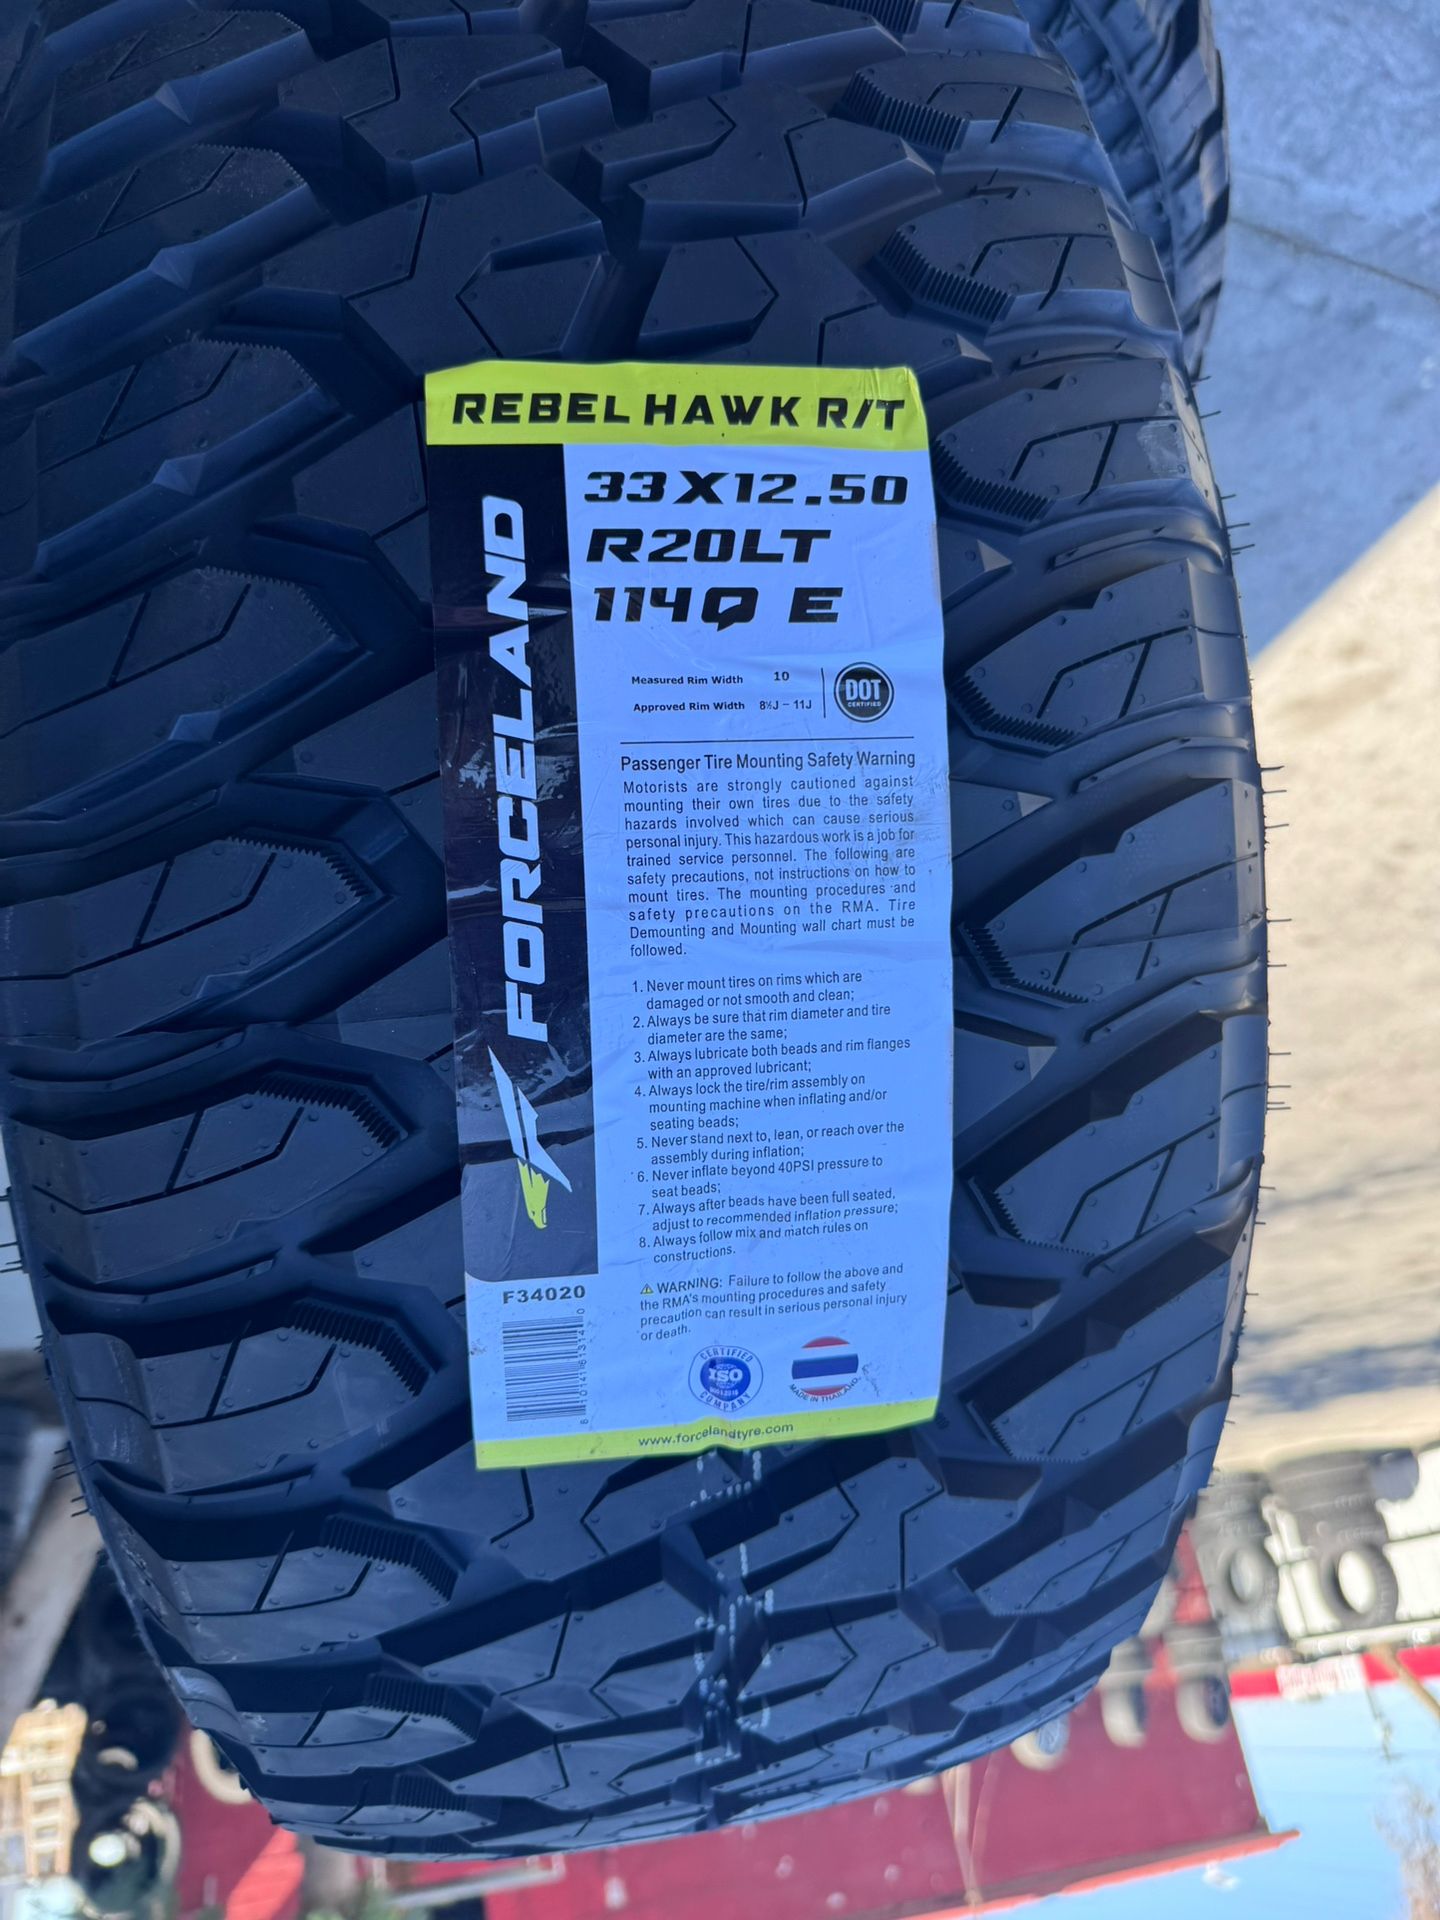 REBEL HAWK R/T
33X12.50
R20LT
114Q E
FORCELAND
Measured Rim Width 10
Approved Rim Width 8½J - 11J
DOT
CERTIFIED
Passenger Tire Mounting Safety Warning
Motorists are strongly cautioned against
mounting their own tires due to the safety
hazards involved which can cause serious
personal injury. This hazardous work is a job for
trained service personnel. The following are
safety precautions, not instructions on how to
mount tires. The mounting procedures and
safety precautions on the RMA. Tire
Demounting and Mounting wall chart must be
followed.
1. Never mount tires on rims which are
damaged or not smooth and clean;
2. Always be sure that rim diameter and tire
diameter are the same;
3. Always lubricate both beads and rim flanges
with an approved lubricant;
4. Always lock the tire/rim assembly on
mounting machine when inflating and/or
seating beads;
5. Never stand next to, lean, or reach over the
assembly during inflation;
6. Never inflate beyond 40PSI pressure to
seat beads;
7. Always after beads have been full seated,
adjust to recommended inflation pressure;
8. Always follow mix and match rules on
constructions.
⚠ WARNING: Failure to follow the above and
the RMA's mounting procedures and safety
precaution can result in serious personal injury
or death.
F34020
CERTIFIED
ISO
COMPANY
MADE IN THAILAND
www.forcelandtyre.com